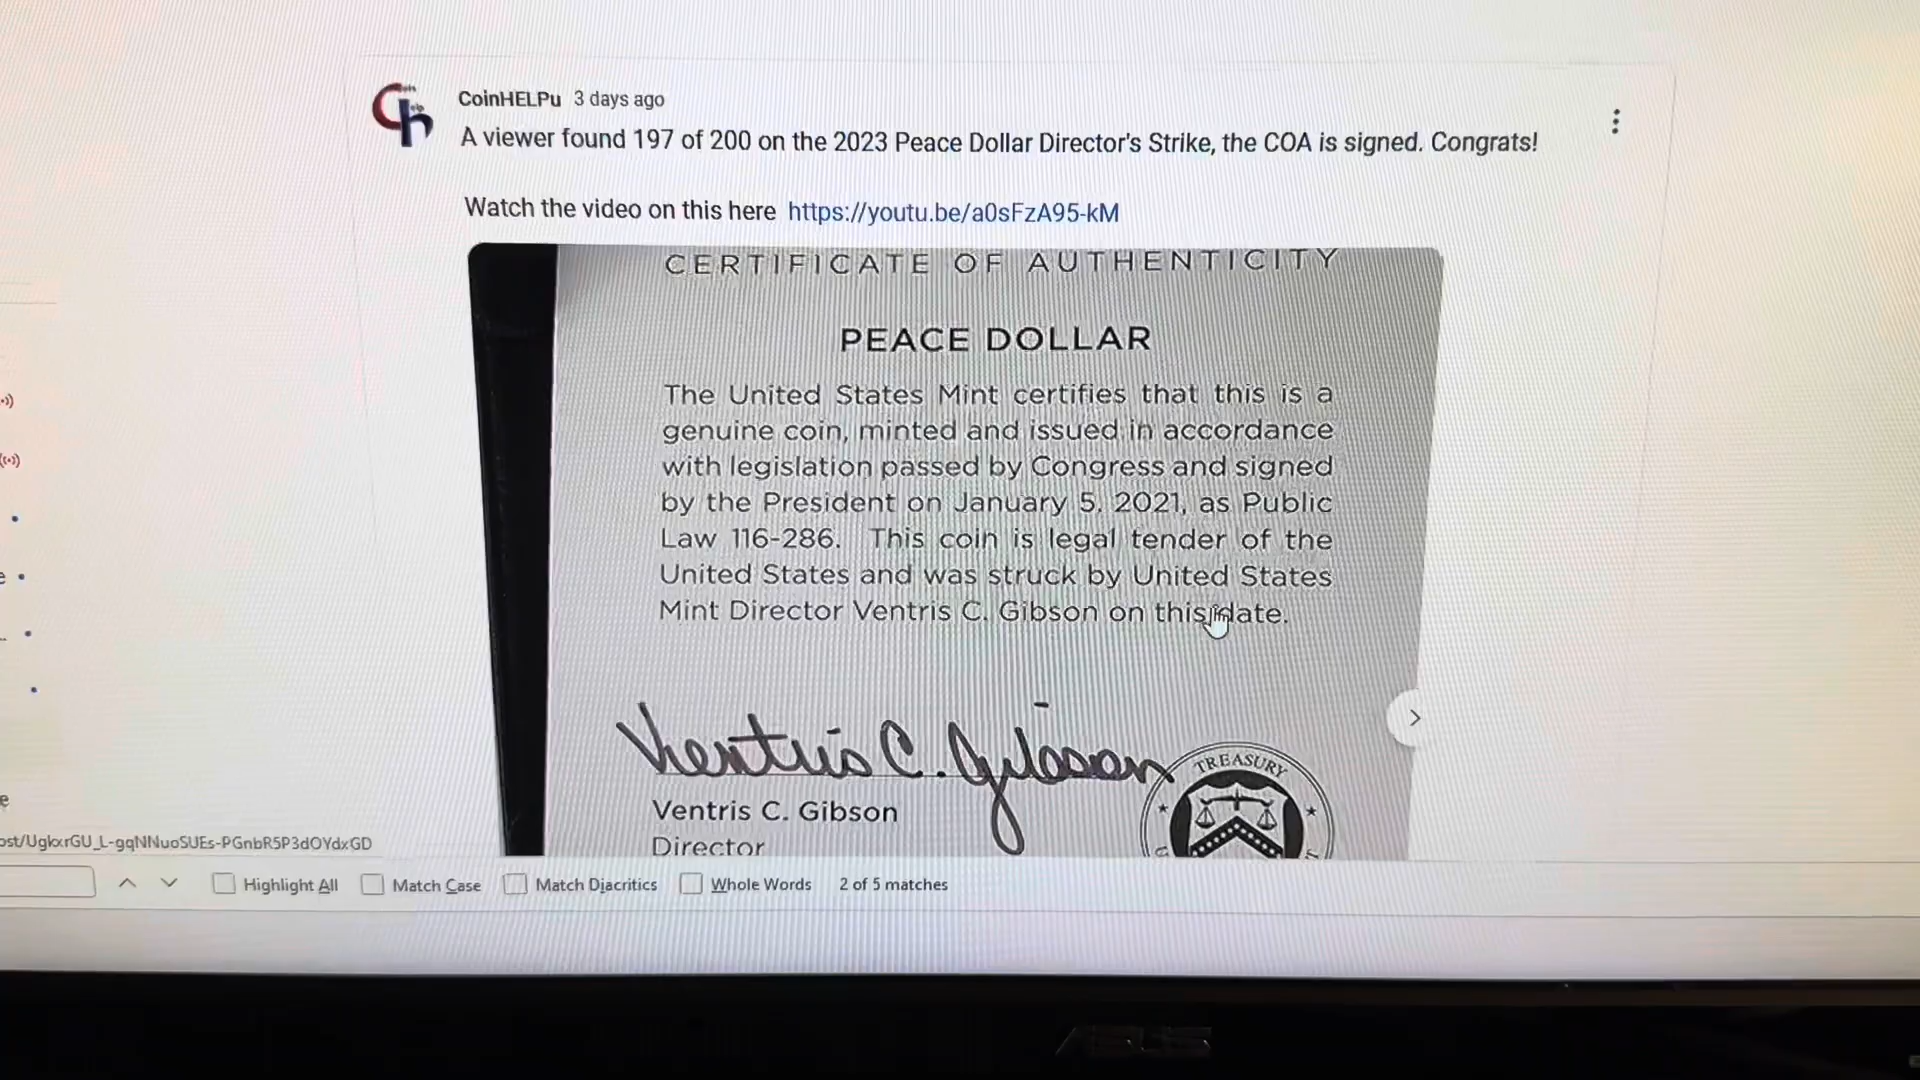 CoinHELPu 3 days ago
A viewer found 197 of 200 on the 2023 Peace Dollar Director's Strike, the COA is signed. Congrats!
Watch the video on this here https://youtu.be/a0sFzA95-kM
CERTIFICATE OF AUTHENTICITY
PEACE DOLLAR
The United States Mint certifies that this is a
genuine coin, minted and issued in accordance
with legislation passed by Congress and signed
by the President on January 5, 2021, as Public
Law 116-286. This coin is legal tender of the
United States and was struck by United States
Mint Director Ventris C. Gibson on this date.
Ventris C. Gibson
TREASURY
Ventris C. Gibson
Director
Highlight All Match Case Match Diacritics Whole Words 2 of 5 matches
ASUS